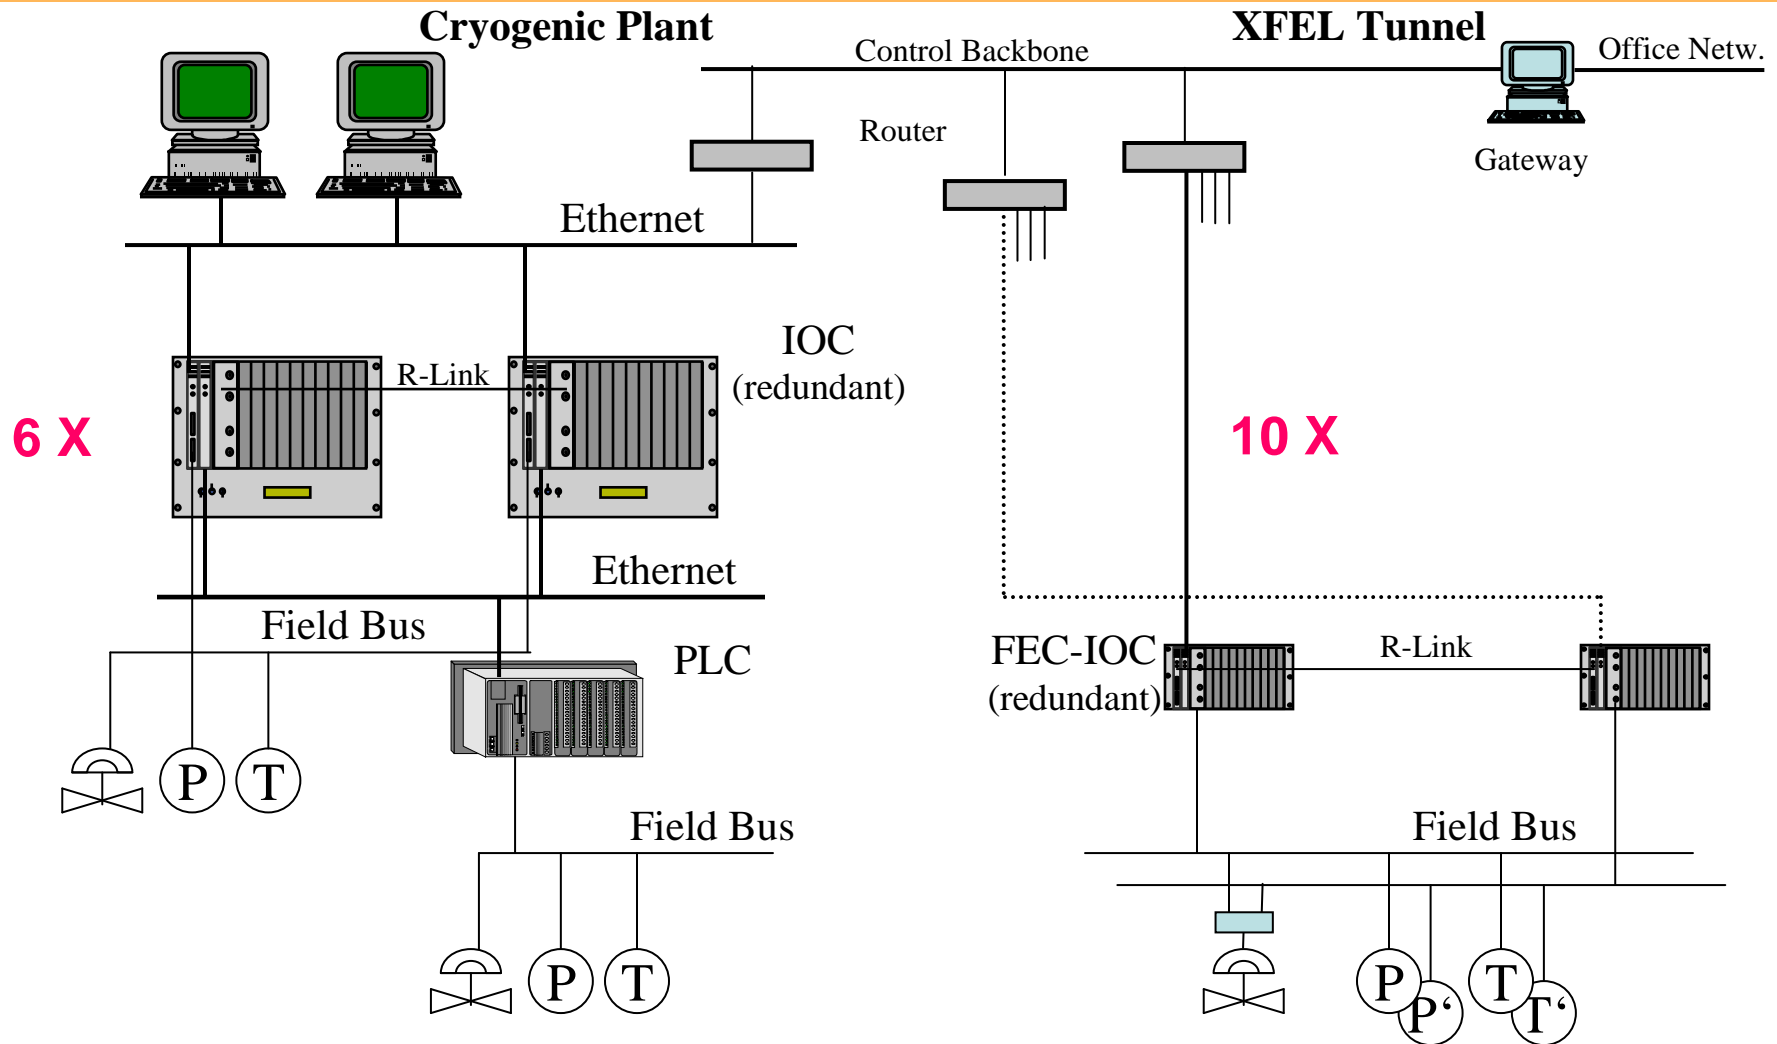 Cryogenic Plant
XFEL Tunnel
Control Backbone
Office Netw.
Router
Gateway
Ethernet
IOC
(redundant)
R-Link
6 X
10 X
Ethernet
Field Bus
PLC
FEC-IOC
(redundant)
R-Link
P
T
Field Bus
Field Bus
P
T
P
P‘
T
T‘